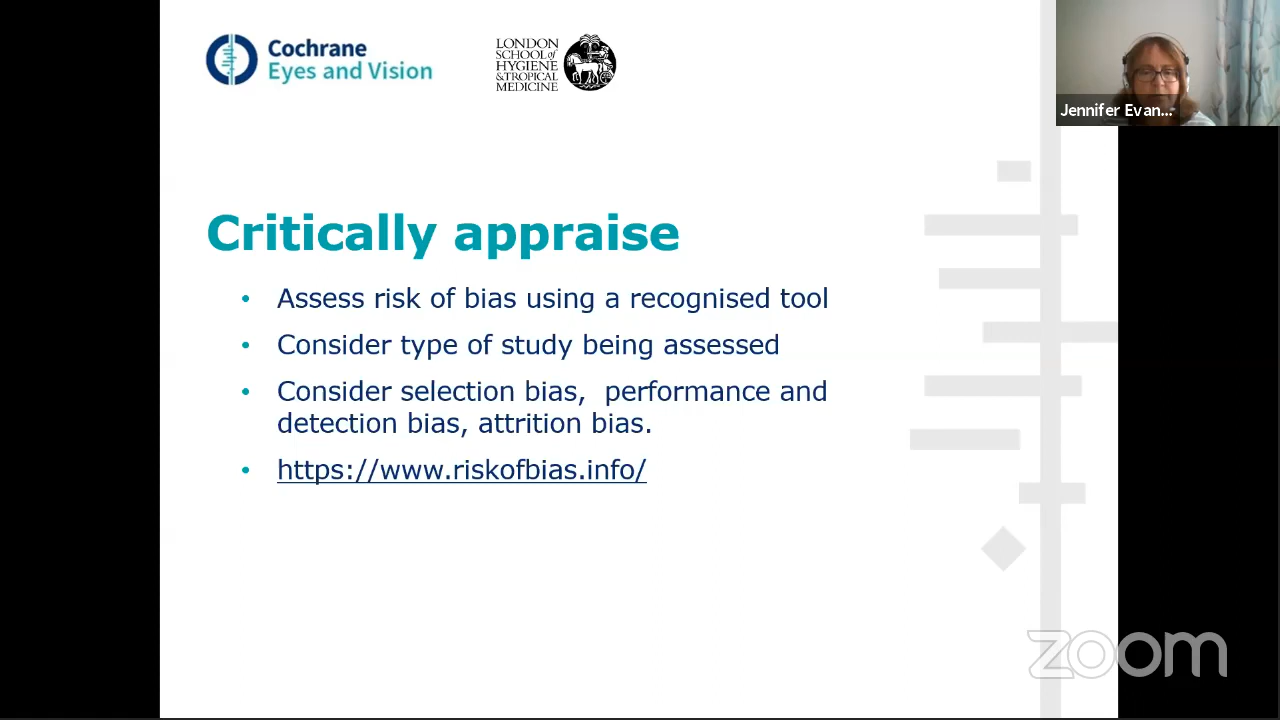 Cochrane
Eyes and Vision
LONDON
SCHOOL of
HYGIENE
& TROPICAL
MEDICINE
Jennifer Evan...
Critically appraise
• Assess risk of bias using a recognised tool
• Consider type of study being assessed
• Consider selection bias,  performance and
detection bias, attrition bias.
• https://www.riskofbias.info/
zoom